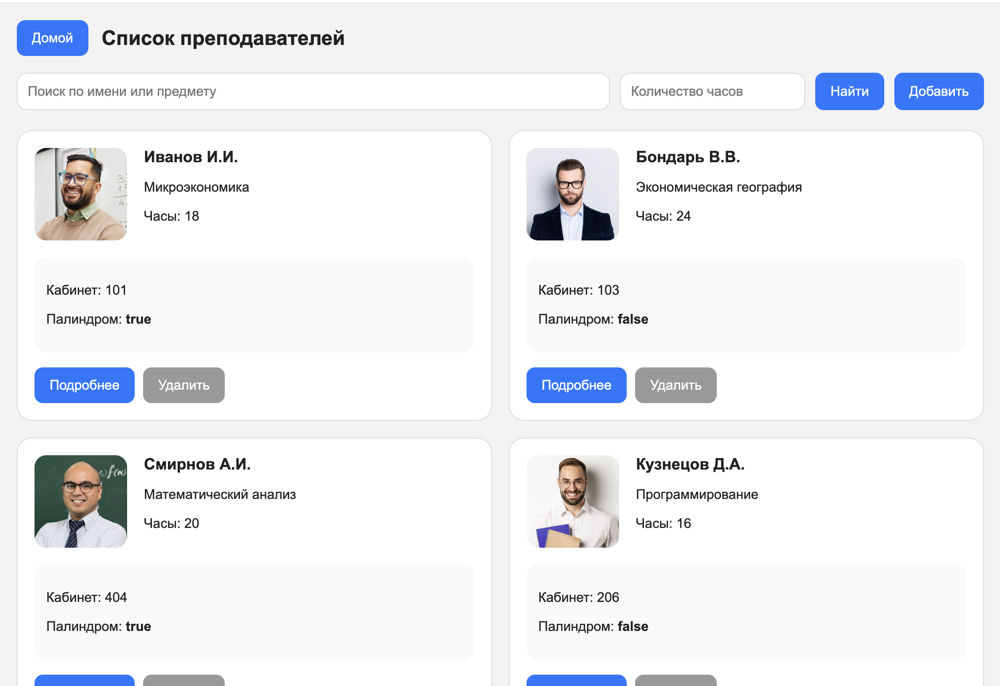 Домой
Список преподавателей
Поиск по имени или предмету
Количество часов
Найти
Добавить
Иванов И.И.
Микроэкономика
Часы: 18
Кабинет: 101
Палиндром: true
Подробнее
Удалить
Бондарь В.В.
Экономическая география
Часы: 24
Кабинет: 103
Палиндром: false
Подробнее
Удалить
Смирнов А.И.
Математический анализ
Часы: 20
Кабинет: 404
Палиндром: true
Кузнецов Д.А.
Программирование
Часы: 16
Кабинет: 206
Палиндром: false